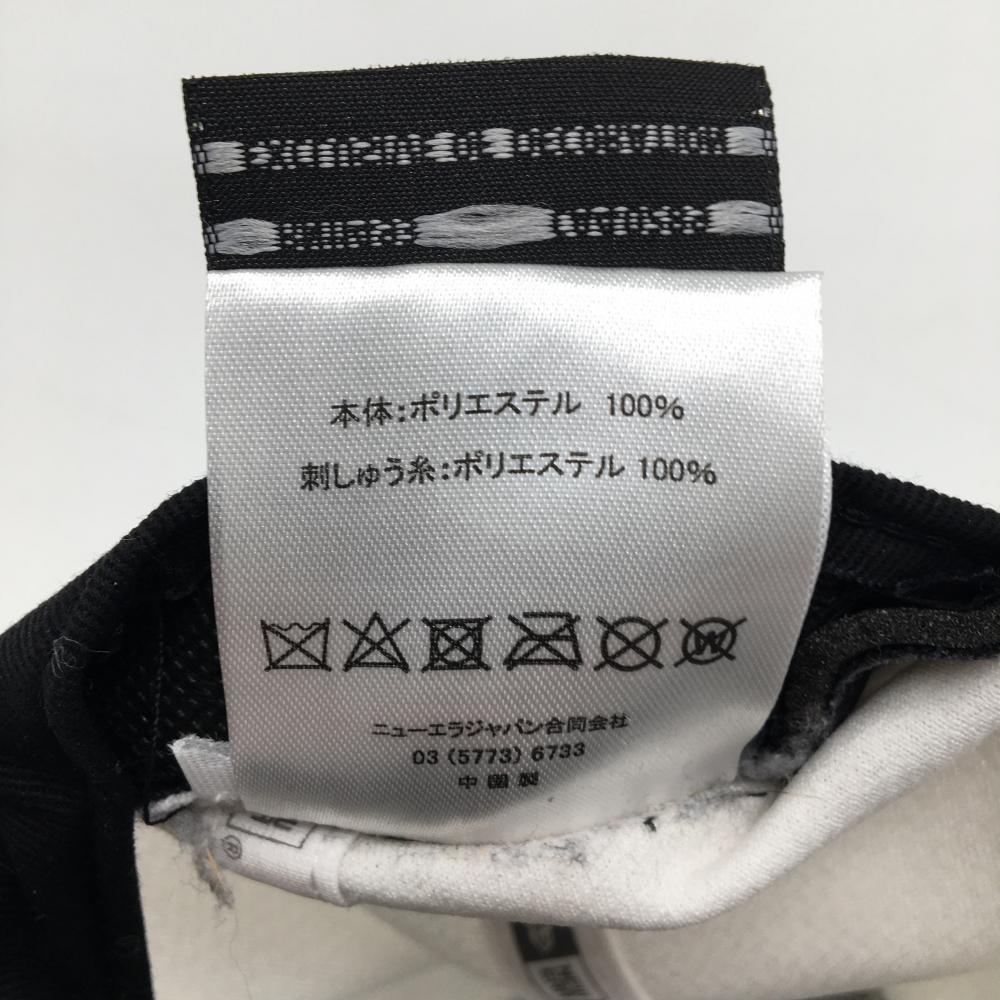 本体:ポリエステル 100%
刺しゅう糸:ポリエステル 100%
ニューエラジャパン合同会社
03 (5773) 6733
中国製